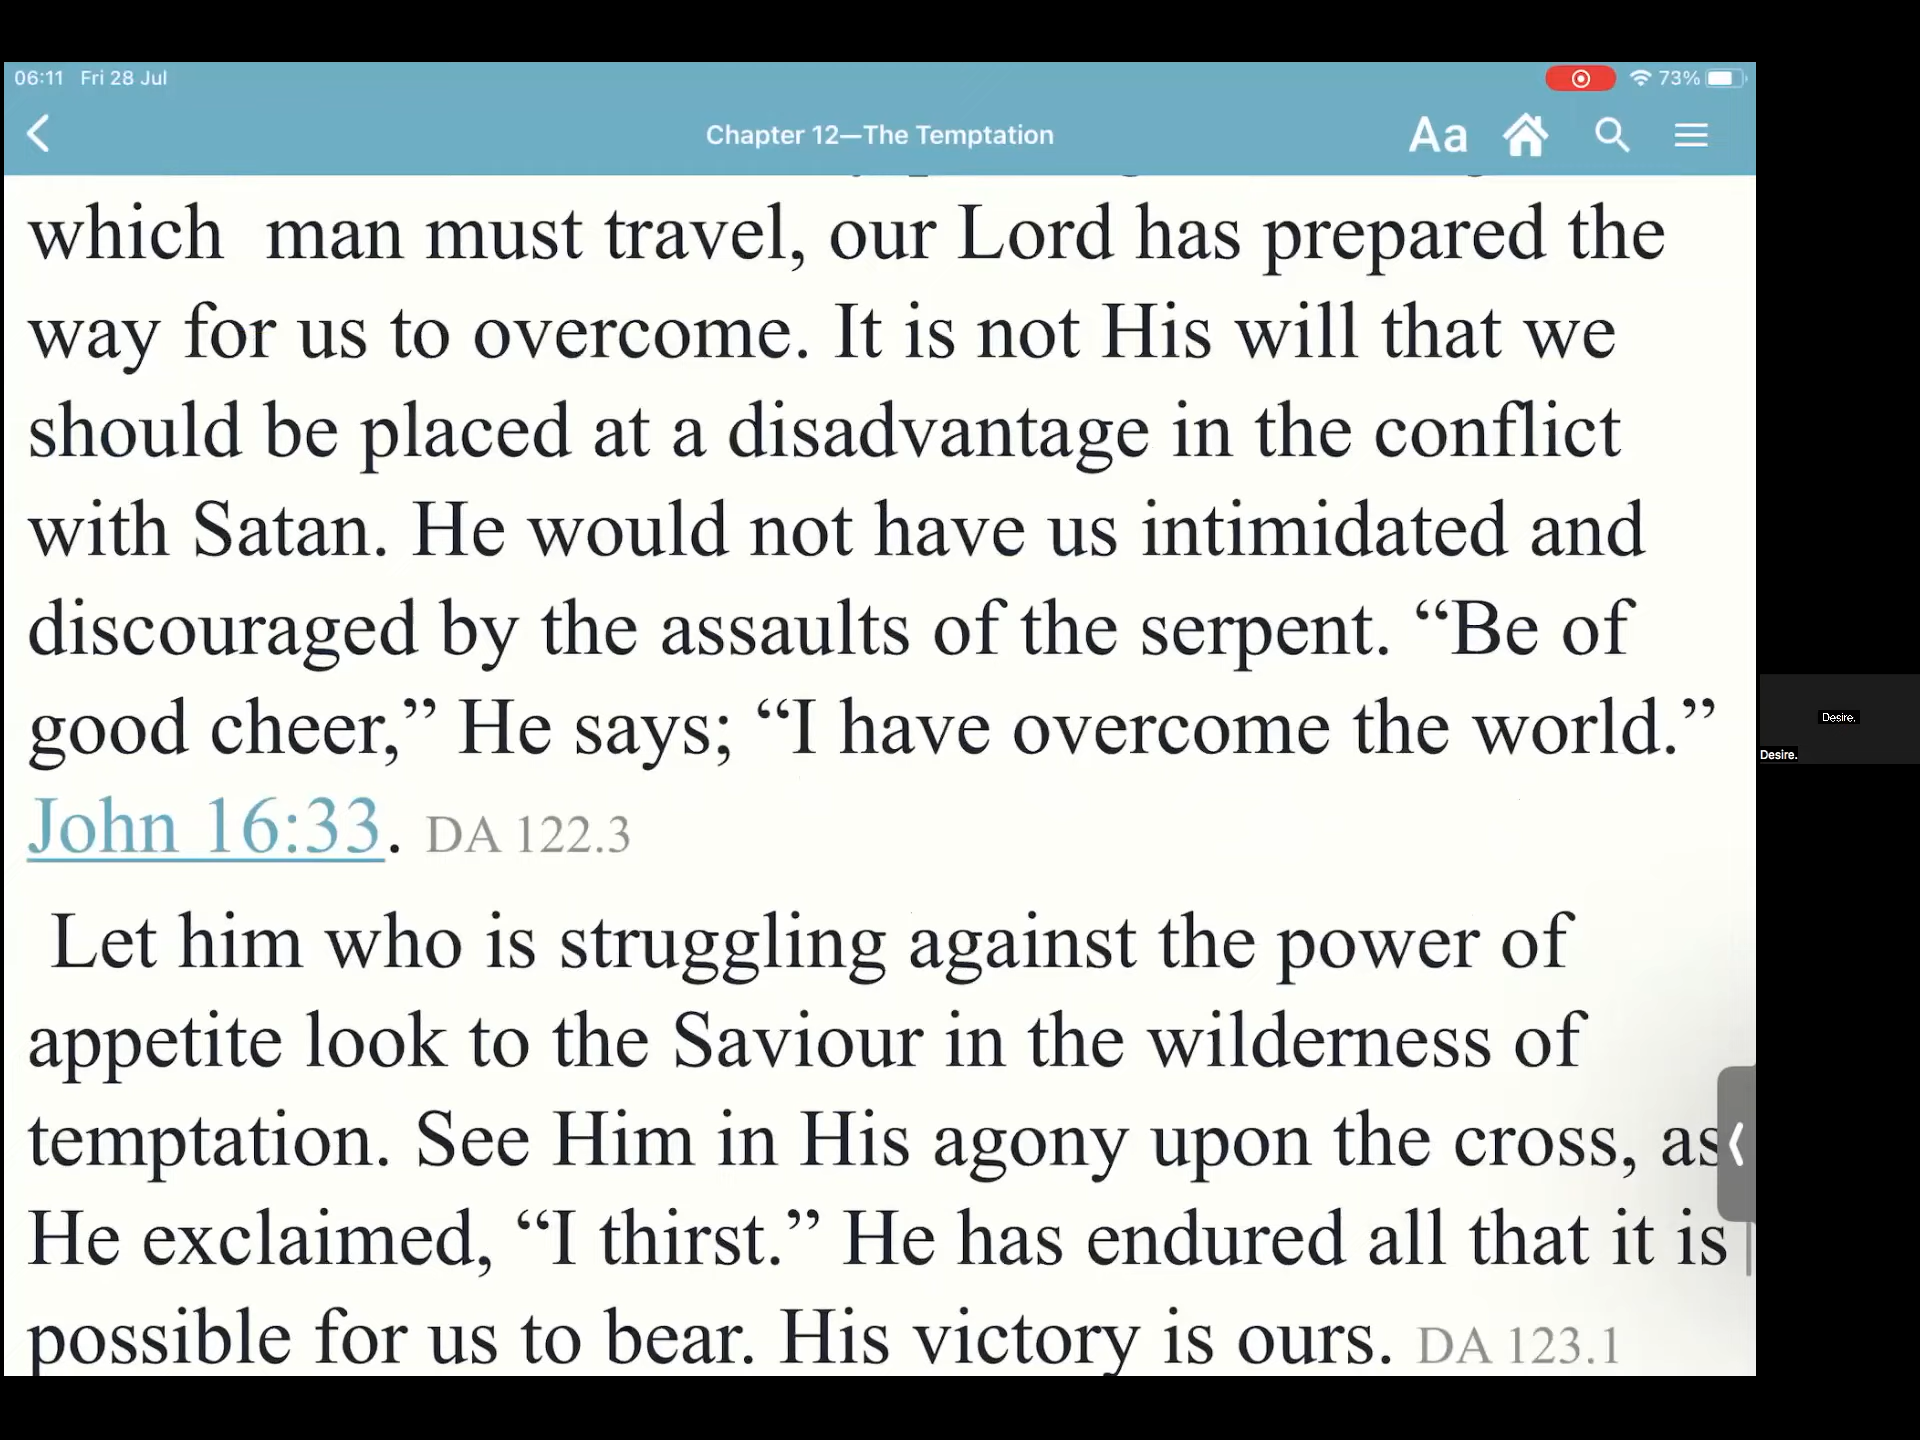 06:11 Fri 28 Jul
73%
Chapter 12—The Temptation
Aa
which man must travel, our Lord has prepared the
way for us to overcome. It is not His will that we
should be placed at a disadvantage in the conflict
with Satan. He would not have us intimidated and
discouraged by the assaults of the serpent. “Be of
good cheer,” He says; “I have overcome the world.”
John 16:33. DA 122.3
Let him who is struggling against the power of
appetite look to the Saviour in the wilderness of
temptation. See Him in His agony upon the cross, as
He exclaimed, “I thirst.” He has endured all that it is
possible for us to bear. His victory is ours. DA 123.1
Desire.
Desire.